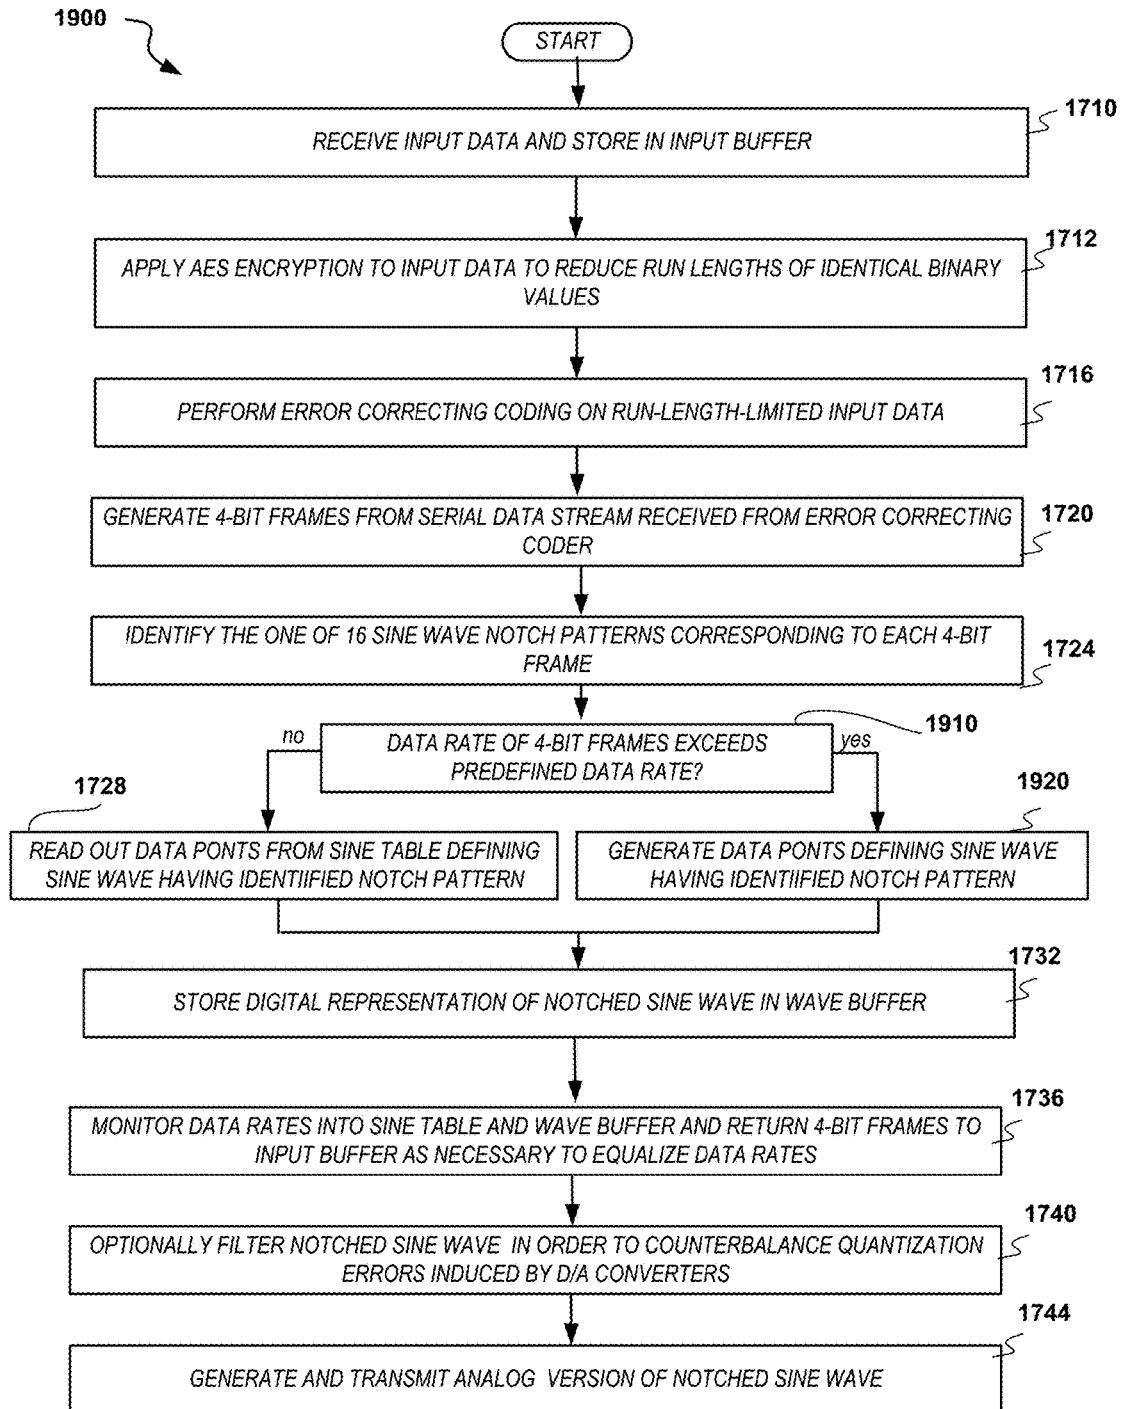 1900
START
1710
RECEIVE INPUT DATA AND STORE IN INPUT BUFFER
1712
APPLY AES ENCRYPTION TO INPUT DATA TO REDUCE RUN LENGTHS OF IDENTICAL BINARY
VALUES
1716
PERFORM ERROR CORRECTING CODING ON RUN-LENGTH-LIMITED INPUT DATA
1720
GENERATE 4-BIT FRAMES FROM SERIAL DATA STREAM RECEIVED FROM ERROR CORRECTING
CODER
1724
IDENTIFY THE ONE OF 16 SINE WAVE NOTCH PATTERNS CORRESPONDING TO EACH 4-BIT
FRAME
1910
DATA RATE OF 4-BIT FRAMES EXCEEDS
PREDEFINED DATA RATE?
no
yes
1728
READ OUT DATA PONTS FROM SINE TABLE DEFINING
SINE WAVE HAVING IDENTIIFIED NOTCH PATTERN
1920
GENERATE DATA PONTS DEFINING SINE WAVE
HAVING IDENTIIFIED NOTCH PATTERN
1732
STORE DIGITAL REPRESENTATION OF NOTCHED SINE WAVE IN WAVE BUFFER
1736
MONITOR DATA RATES INTO SINE TABLE AND WAVE BUFFER AND RETURN 4-BIT FRAMES TO
INPUT BUFFER AS NECESSARY TO EQUALIZE DATA RATES
1740
OPTIONALLY FILTER NOTCHED SINE WAVE IN ORDER TO COUNTERBALANCE QUANTIZATION
ERRORS INDUCED BY D/A CONVERTERS
1744
GENERATE AND TRANSMIT ANALOG VERSION OF NOTCHED SINE WAVE